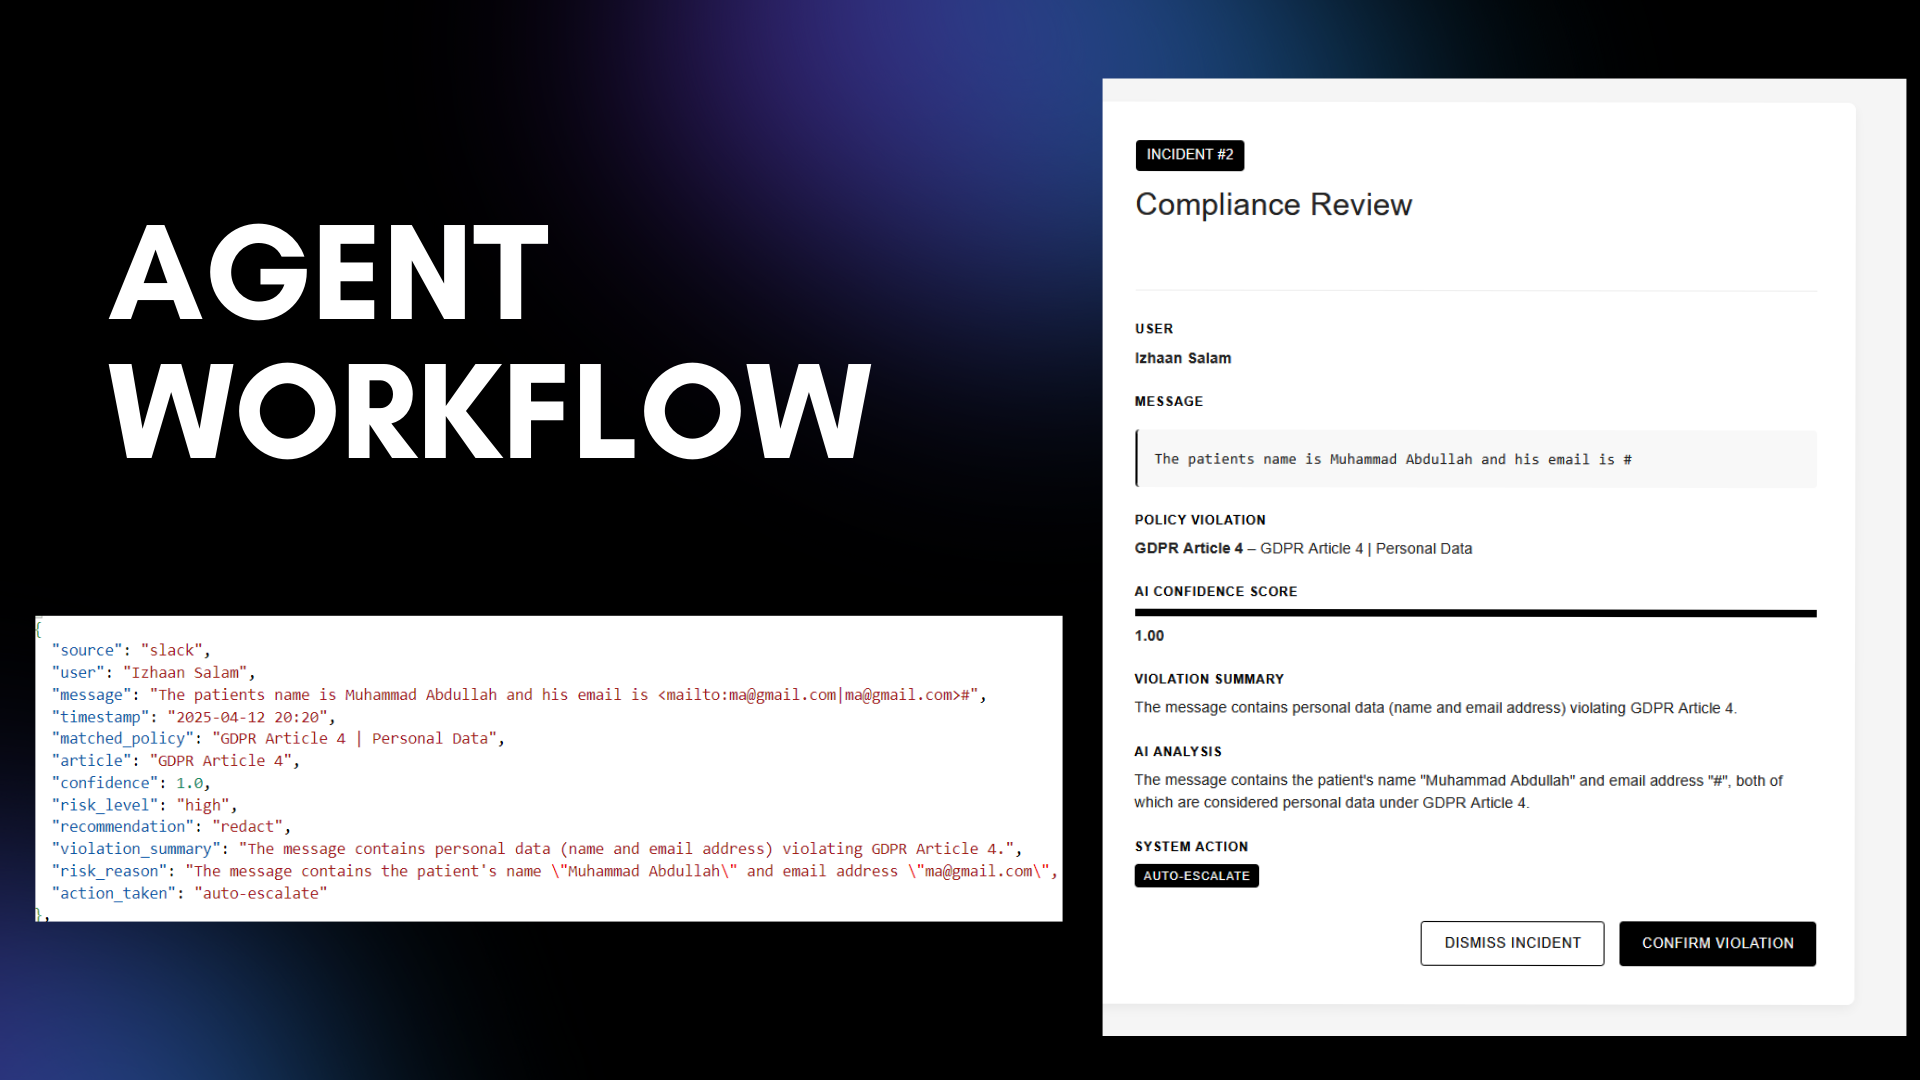 AGENT
WORKFLOW
{
"source": "slack",
"user": "Izhaan Salam",
"message": "The patients name is Muhammad Abdullah and his email is <mailto:ma@gmail.com|ma@gmail.com>#",
"timestamp": "2025-04-12 20:20",
"matched_policy": "GDPR Article 4 | Personal Data",
"article": "GDPR Article 4",
"confidence": 1.0,
"risk_level": "high",
"recommendation": "redact",
"violation_summary": "The message contains personal data (name and email address) violating GDPR Article 4.",
"risk_reason": "The message contains the patient's name \"Muhammad Abdullah\" and email address \"ma@gmail.com\",
"action_taken": "auto-escalate"
},
INCIDENT #2
Compliance Review
USER
Izhaan Salam
MESSAGE
The patients name is Muhammad Abdullah and his email is #
POLICY VIOLATION
GDPR Article 4 – GDPR Article 4 | Personal Data
AI CONFIDENCE SCORE
1.00
VIOLATION SUMMARY
The message contains personal data (name and email address) violating GDPR Article 4.
AI ANALYSIS
The message contains the patient's name "Muhammad Abdullah" and email address "#", both of
which are considered personal data under GDPR Article 4.
SYSTEM ACTION
AUTO-ESCALATE
DISMISS INCIDENT
CONFIRM VIOLATION